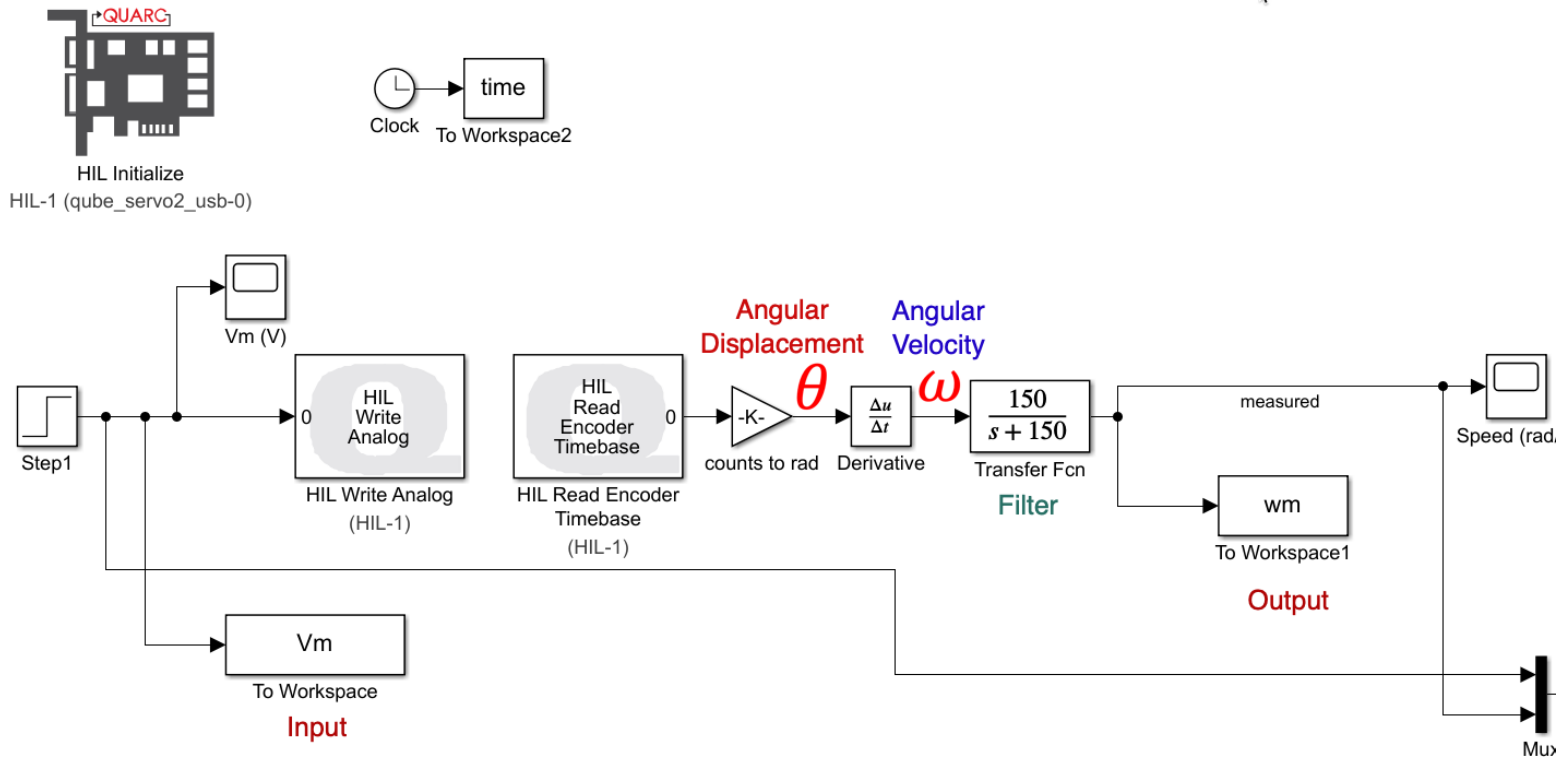 QUARC
time
Clock
To Workspace2
HIL Initialize
HIL-1 (qube_servo2_usb-0)
Vm (V)
Angular
Displacement
Angular
Velocity
θ
ω
Step1
0
HIL
Write
Analog
HIL Write Analog
(HIL-1)
HIL
Read
Encoder
Timebase
0
HIL Read Encoder
Timebase
(HIL-1)
-K-
counts to rad
Δu
Δt
Derivative
150
s + 150
Transfer Fcn
Filter
measured
Speed (rad/
wm
To Workspace1
Output
Vm
To Workspace
Input
Mux